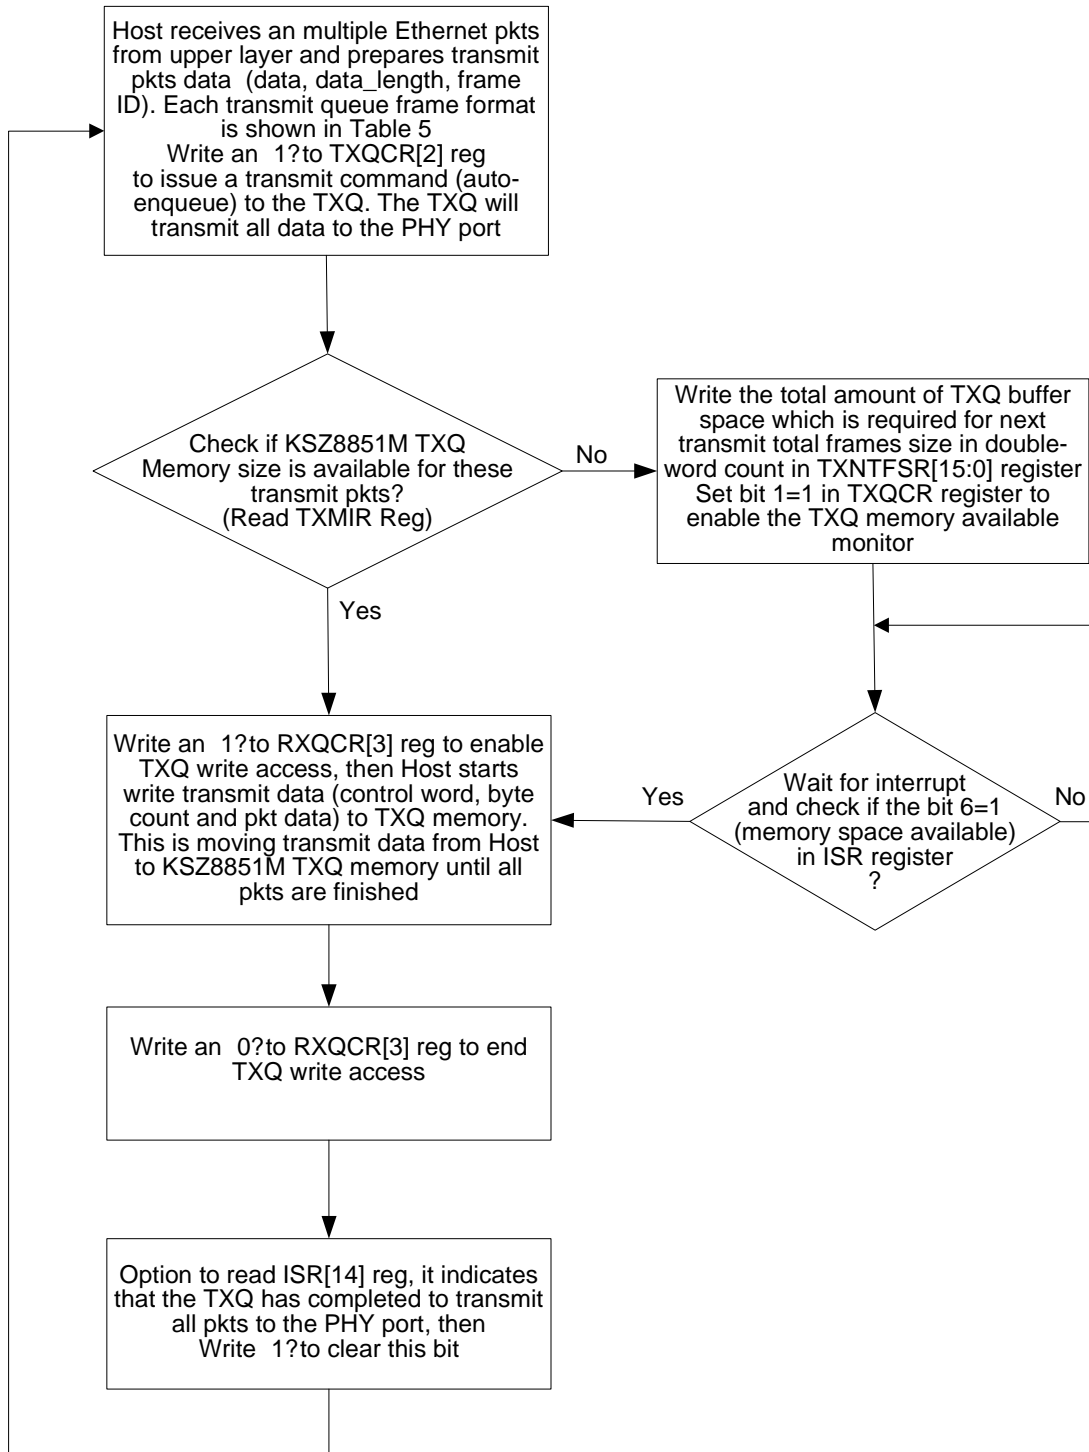 Host receives an multiple Ethernet pkts
from upper layer and prepares transmit
pkts data  (data, data_length, frame
ID). Each transmit queue frame format
is shown in Table 5
Write an  1?to TXQCR[2] reg
to issue a transmit command (auto-
enqueue) to the TXQ. The TXQ will
transmit all data to the PHY port
Check if KSZ8851M TXQ
Memory size is available for these
transmit pkts?
(Read TXMIR Reg)
No
Write the total amount of TXQ buffer
space which is required for next
transmit total frames size in double-
word count in TXNTFSR[15:0] register
Set bit 1=1 in TXQCR register to
enable the TXQ memory available
monitor
Yes
Write an  1?to RXQCR[3] reg to enable
TXQ write access, then Host starts
write transmit data (control word, byte
count and pkt data) to TXQ memory.
This is moving transmit data from Host
to KSZ8851M TXQ memory until all
pkts are finished
Yes
Wait for interrupt
and check if the bit 6=1
(memory space available)
in ISR register
?
No
Write an  0?to RXQCR[3] reg to end
TXQ write access
Option to read ISR[14] reg, it indicates
that the TXQ has completed to transmit
all pkts to the PHY port, then
Write  1?to clear this bit